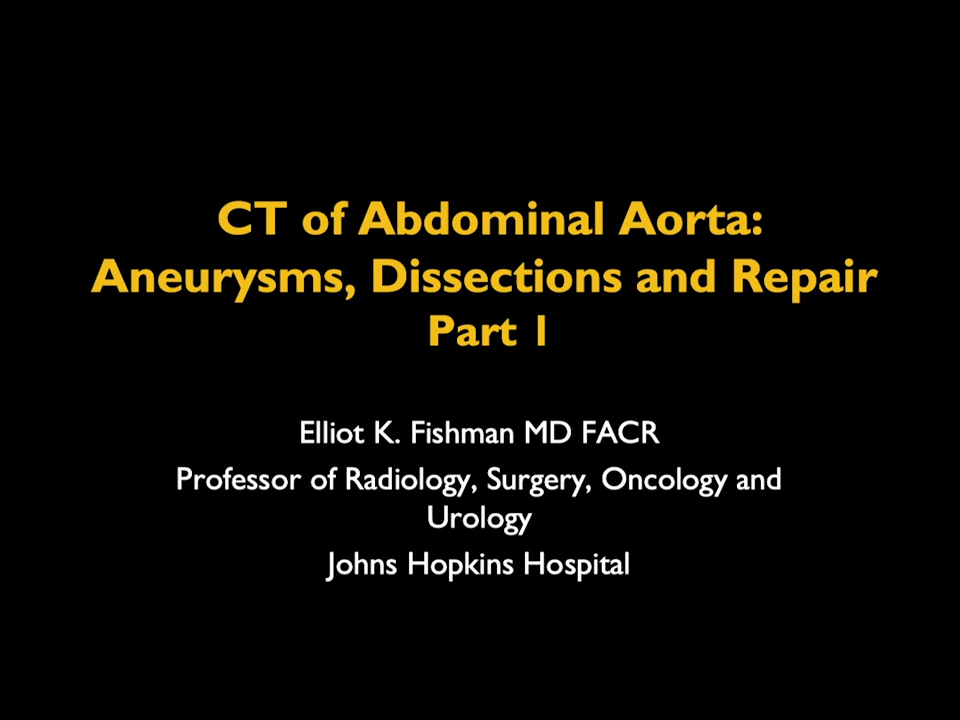 CT of Abdominal Aorta:
Aneurysms, Dissections and Repair
Part 1
Elliot K. Fishman MD FACR
Professor of Radiology, Surgery, Oncology and
Urology
Johns Hopkins Hospital